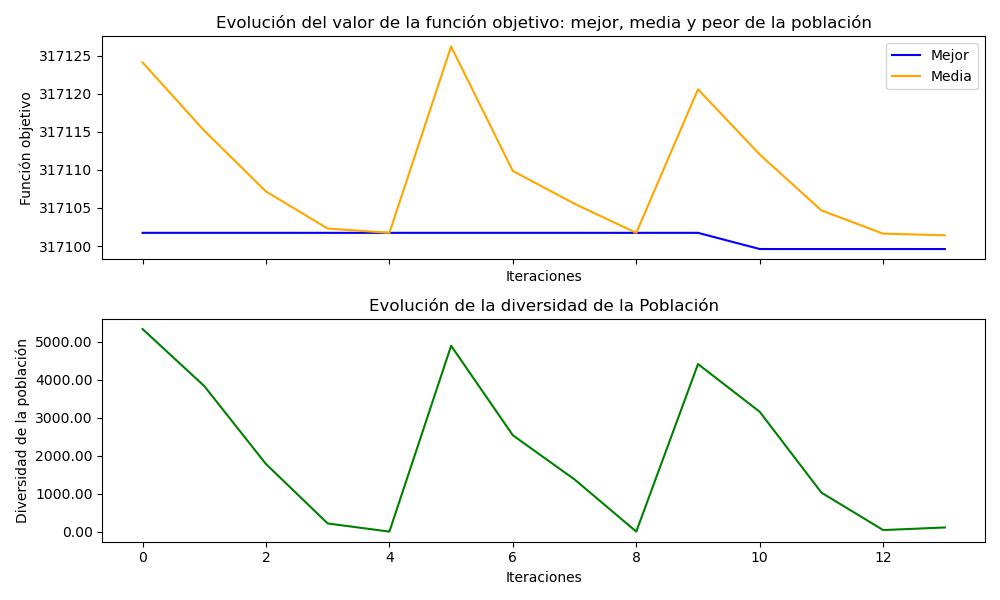 Evolución del valor de la función objetivo: mejor, media y peor de la población
Función objetivo
317125
317120
317115
317110
317105
317100
Mejor
Media
Iteraciones
Evolución de la diversidad de la Población
Diversidad de la población
5000.00
4000.00
3000.00
2000.00
1000.00
0.00
0 2 4 6 8 10 12
Iteraciones